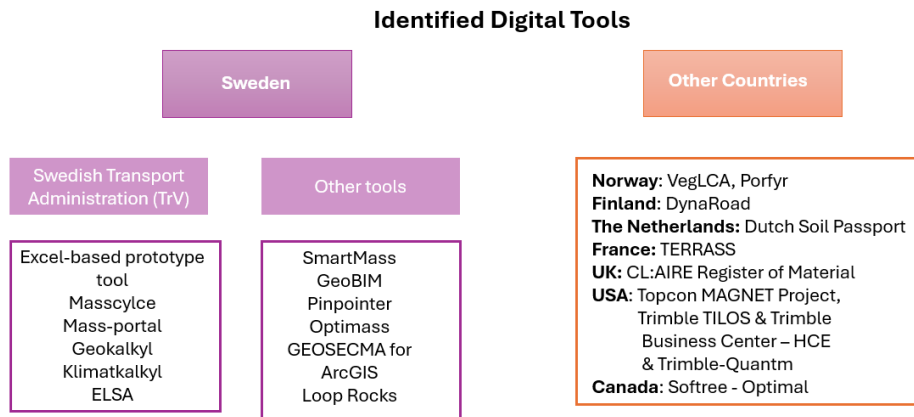 Identified Digital Tools
Sweden
Other Countries
Swedish Transport
Administration (TrV)
Other tools
Excel-based prototype
tool
Masscylce
Mass-portal
Geokalkyl
Klimatkalkyl
ELSA
SmartMass
GeoBIM
Pinpointer
Optimass
GEOSECMA for
ArcGIS
Loop Rocks
Norway: VegLCA, Porfyr
Finland: DynaRoad
The Netherlands: Dutch Soil Passport
France: TERRASS
UK: CL:AIRE Register of Material
USA: Topcon MAGNET Project,
Trimble TILOS & Trimble
Business Center – HCE
& Trimble-Quantm
Canada: Softree - Optimal